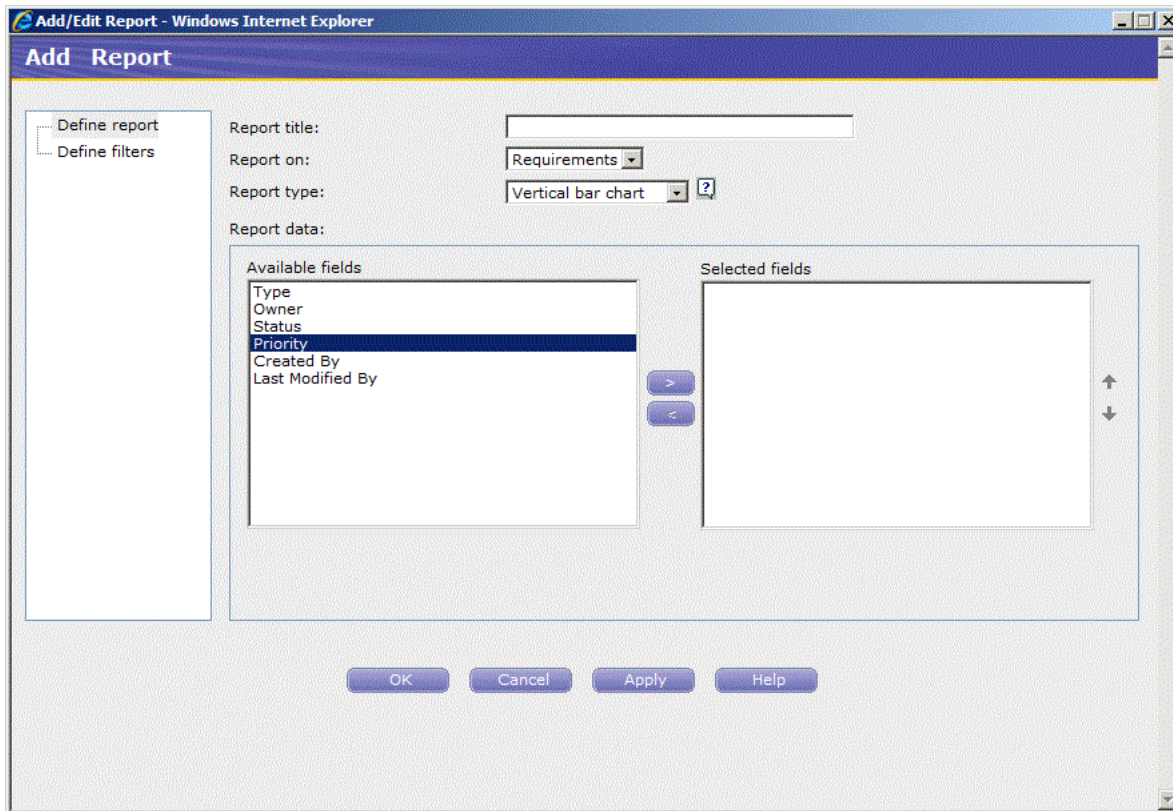 Add/Edit Report - Windows Internet Explorer
Add Report
Define report
Define filters
Report title:
Report on:
Requirements
Report type:
Vertical bar chart
?
Report data:
Available fields
Type
Owner
Status
Priority
Created By
Last Modified By
>
<
Selected fields
OK
Cancel
Apply
Help